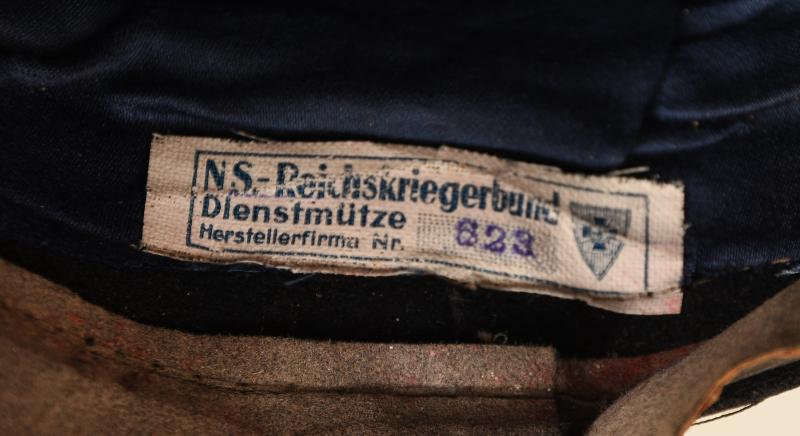 NS.-Reichskriegerbund
Dienstmütze
Herstellerfirma Nr. 623